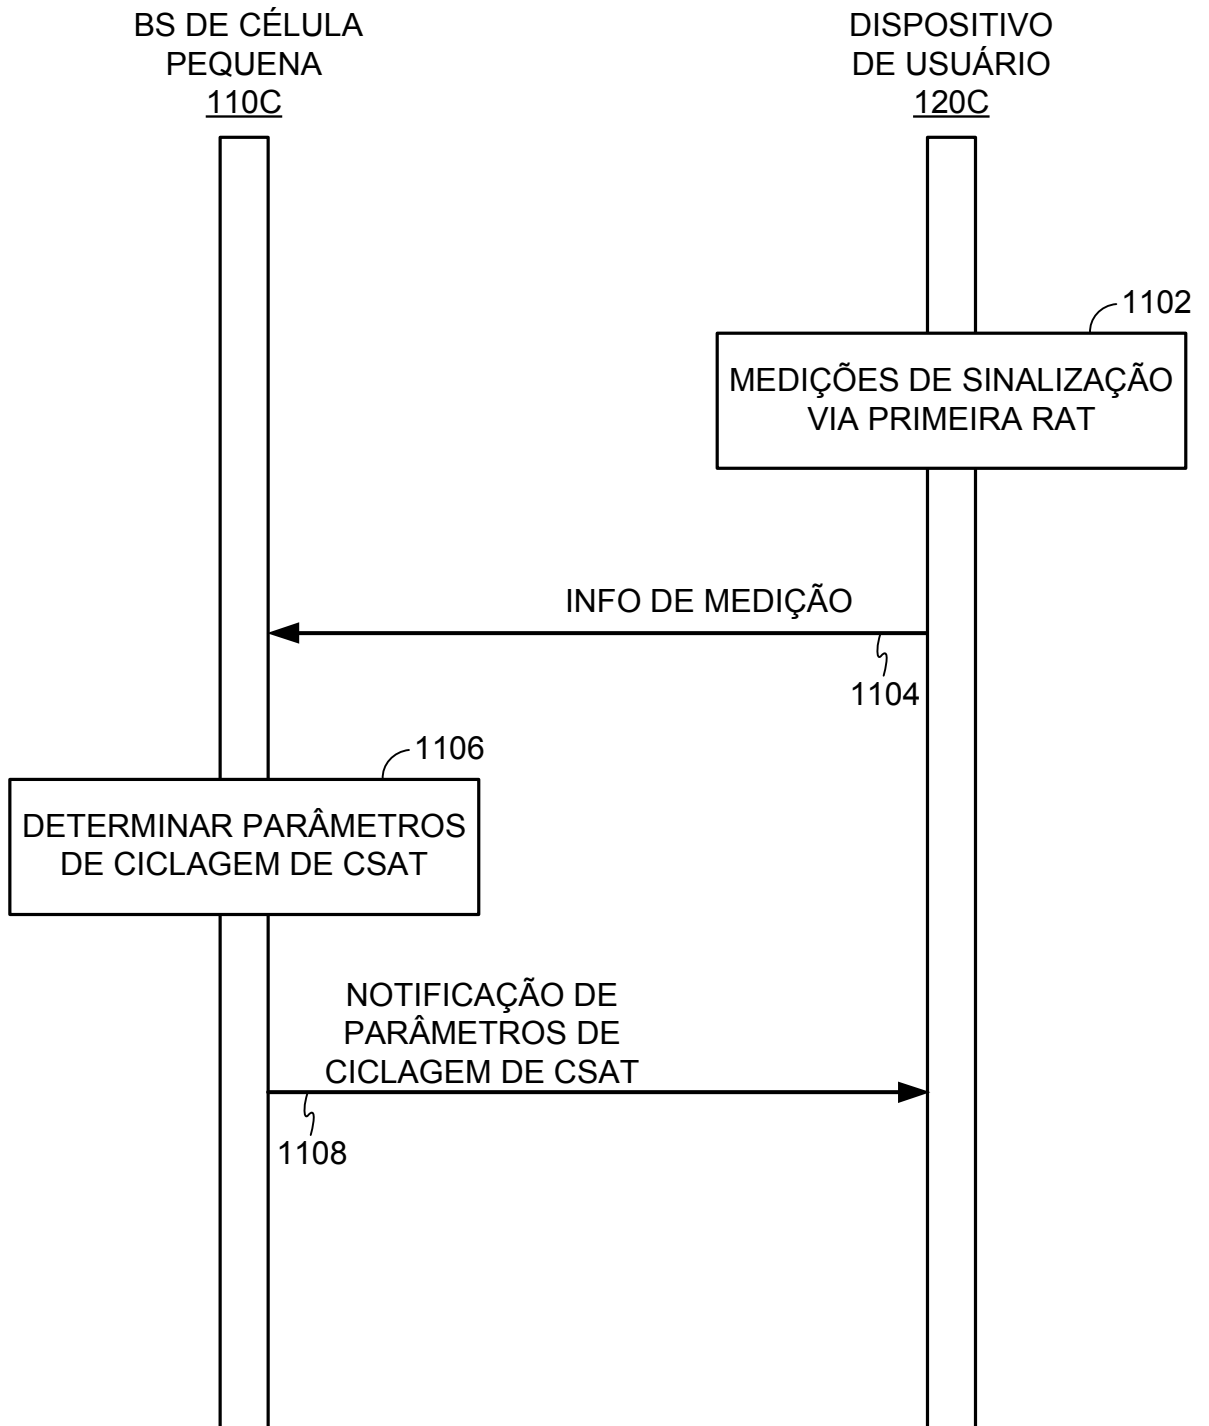 BS DE CÉLULA
PEQUENA
110C
DISPOSITIVO
DE USUÁRIO
120C
1102
MEDIÇÕES DE SINALIZAÇÃO
VIA PRIMEIRA RAT
INFO DE MEDIÇÃO
1104
1106
DETERMINAR PARÂMETROS
DE CICLAGEM DE CSAT
NOTIFICAÇÃO DE
PARÂMETROS DE
CICLAGEM DE CSAT
1108